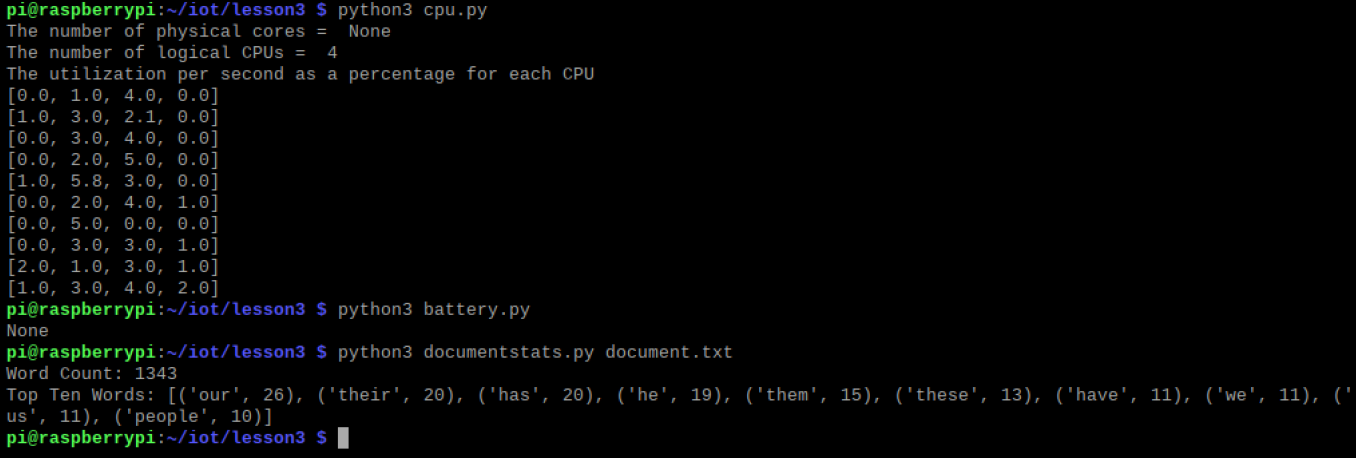 pi@raspberrypi:~/iot/lesson3 $ python3 cpu.py
The number of physical cores =  None
The number of logical CPUs =  4
The utilization per second as a percentage for each CPU
[0.0, 1.0, 4.0, 0.0]
[1.0, 3.0, 2.1, 0.0]
[0.0, 3.0, 4.0, 0.0]
[0.0, 2.0, 5.0, 0.0]
[1.0, 5.8, 3.0, 0.0]
[0.0, 2.0, 4.0, 1.0]
[0.0, 5.0, 0.0, 0.0]
[0.0, 3.0, 3.0, 1.0]
[2.0, 1.0, 3.0, 1.0]
[1.0, 3.0, 4.0, 2.0]
pi@raspberrypi:~/iot/lesson3 $ python3 battery.py
None
pi@raspberrypi:~/iot/lesson3 $ python3 documentstats.py document.txt
Word Count: 1343
Top Ten Words: [('our', 26), ('their', 20), ('has', 20), ('he', 19), ('them', 15), ('these', 13), ('have', 11), ('we', 11), ('
us', 11), ('people', 10)]
pi@raspberrypi:~/iot/lesson3 $